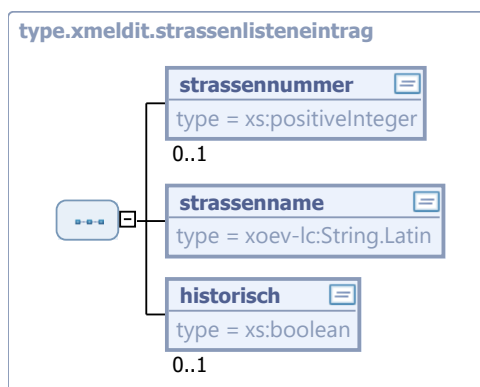 type.xmeldit.strassenlisteneintrag
strassennummer
type = xs:positiveInteger
0..1
strassenname
type = xoev-lc:String.Latin
historisch
type = xs:boolean
0..1